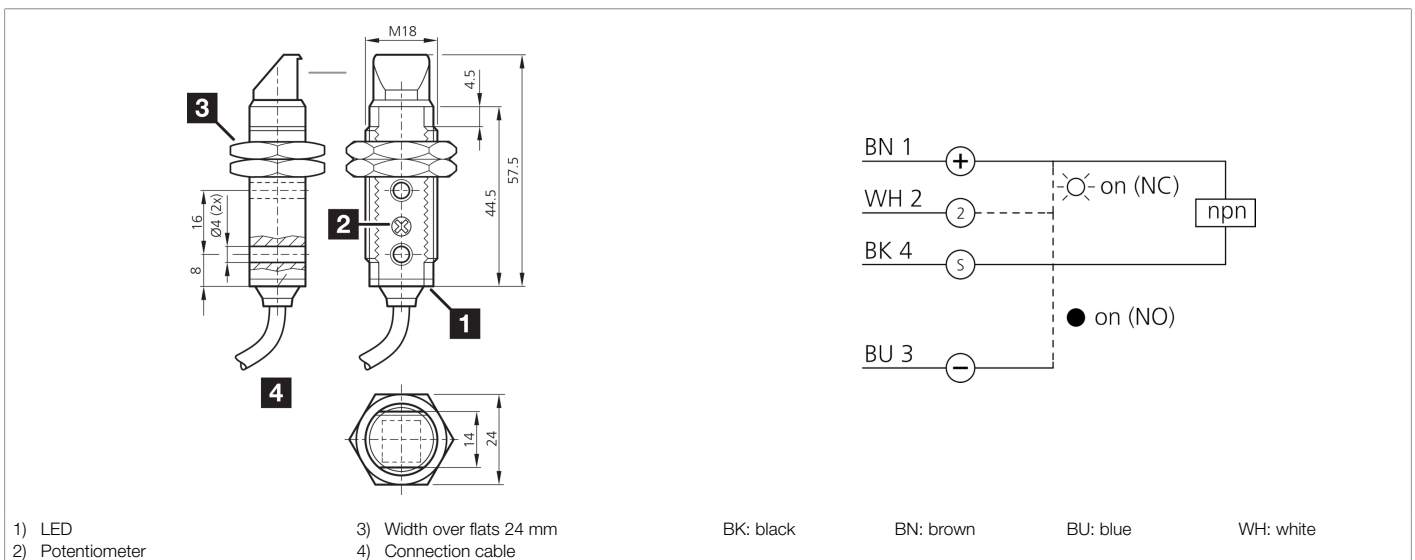 M18
4.5
3
57.5
44.5
16
Ø4 (2x)
2
8
1
4
14
24
BN 1
+
on (NC)
WH 2
2
npn
BK 4
S
on (NO)
BU 3
−
1) LED
2) Potentiometer
3) Width over flats 24 mm
4) Connection cable
BK: black
BN: brown
BU: blue
WH: white